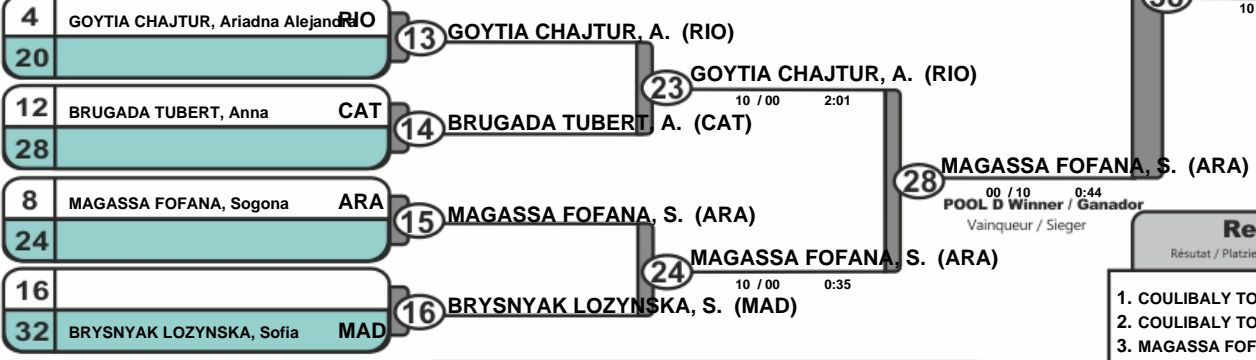 4 GOYTIA CHAJTUR, Ariadna Alejandra RIO
20
13 GOYTIA CHAJTUR, A. (RIO)
12 BRUGADA TUBERT, Anna CAT
28
14 BRUGADA TUBERT, A. (CAT)
23 GOYTIA CHAJTUR, A. (RIO)
10 / 00 2:01
8 MAGASSA FOFANA, Sogona ARA
24
15 MAGASSA FOFANA, S. (ARA)
16
32 BRYSNYAK LOZYNSKA, Sofia MAD
16 BRYSNYAK LOZYNSKA, S. (MAD)
24 MAGASSA FOFANA, S. (ARA)
10 / 00 0:35
28 MAGASSA FOFANA, S. (ARA)
00 / 10 0:44
POOL D Winner / Ganador
Vainqueur / Sieger
10
Re
Résutat / Platzie
1. COULIBALY TO
2. COULIBALY TO
3. MAGASSA FOF